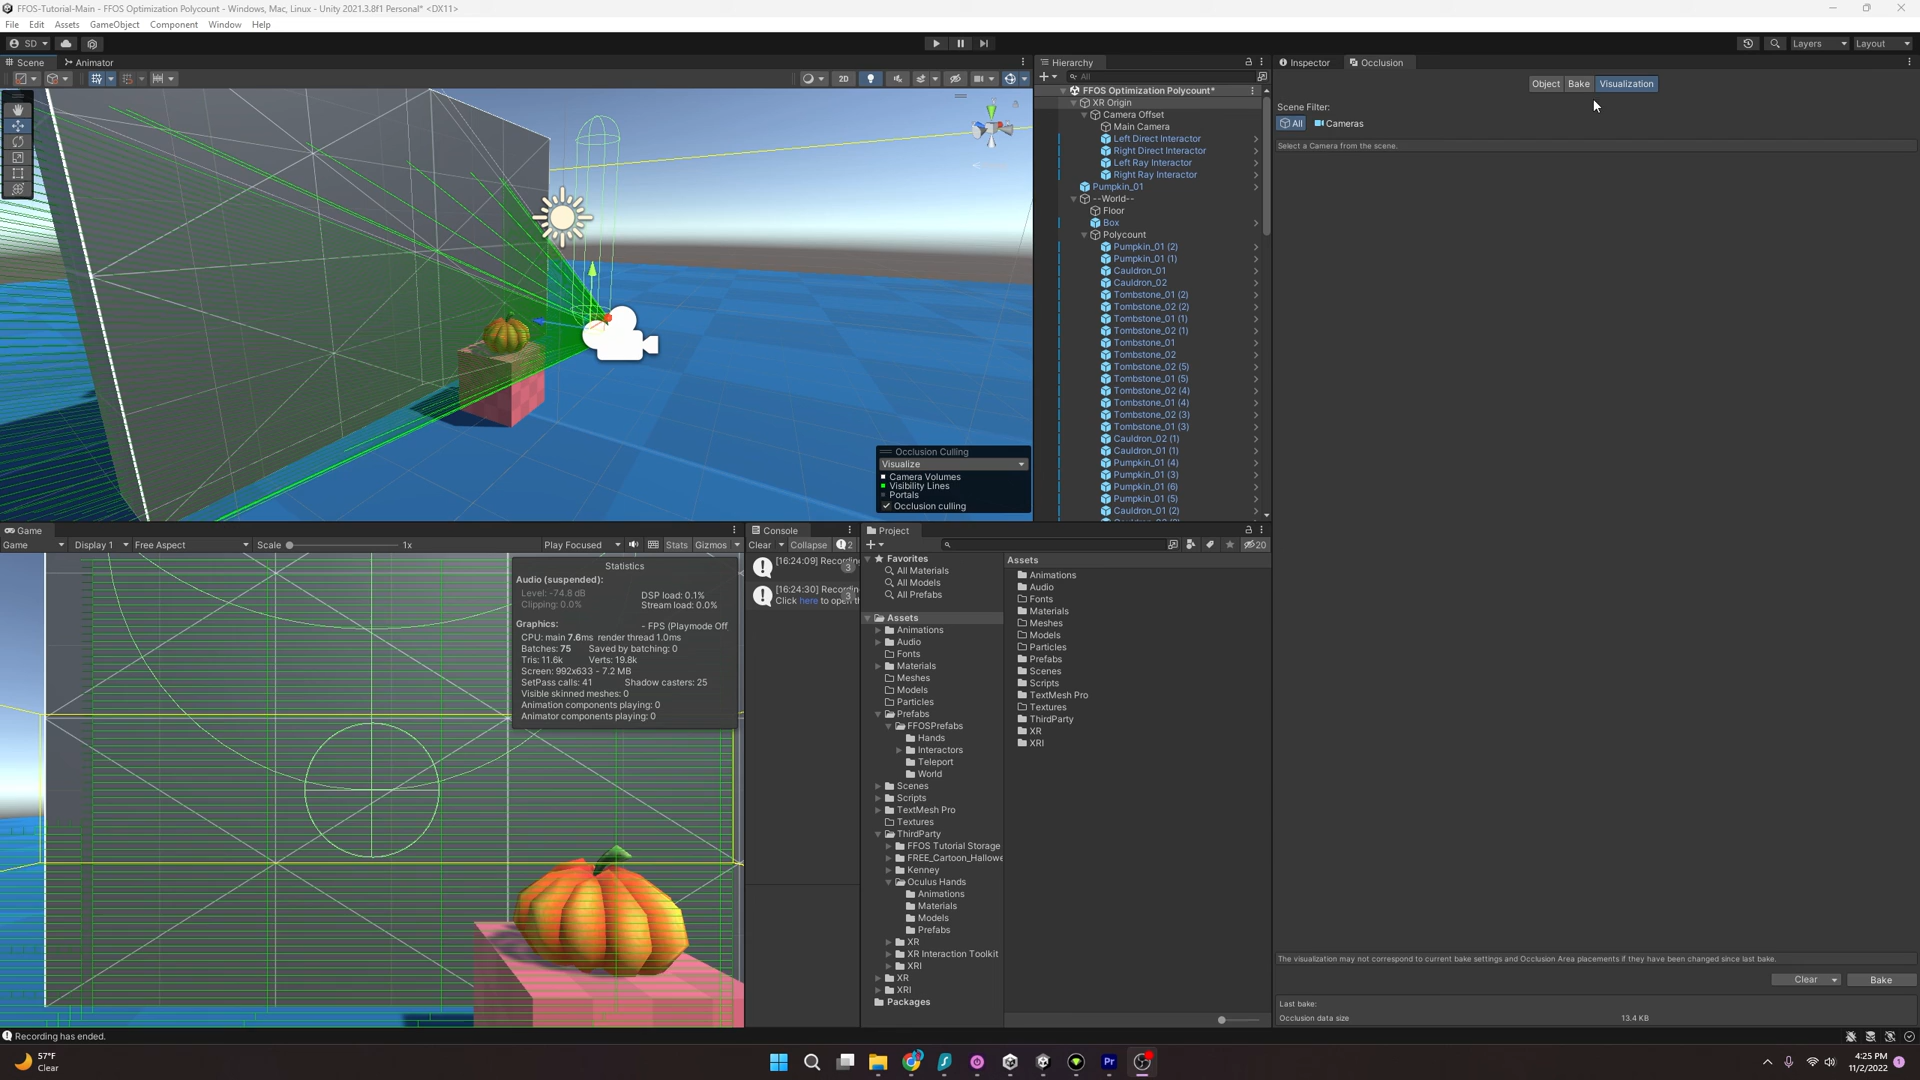 FFOS-Tutorial-Main - FFOS Optimization Polycount - Windows, Mac, Linux - Unity 2021.3.8f1 Personal* <DX11>
File Edit Assets GameObject Component Window Help
SD
Layers
Layout
Scene
Animator
2D
Occlusion Culling
Visualize
Camera Volumes
Visibility Lines
Portals
Occlusion culling
Hierarchy
All
FFOS Optimization Polycount*
XR Origin
Camera Offset
Main Camera
Left Direct Interactor
Right Direct Interactor
Left Ray Interactor
Right Ray Interactor
Pumpkin_01
--World--
Floor
Box
Polycount
Pumpkin_01 (2)
Pumpkin_01 (1)
Cauldron_01
Cauldron_02
Tombstone_01 (2)
Tombstone_02 (2)
Tombstone_01 (1)
Tombstone_02 (1)
Tombstone_01
Tombstone_02
Tombstone_02 (5)
Tombstone_01 (5)
Tombstone_02 (4)
Tombstone_01 (4)
Tombstone_02 (3)
Tombstone_01 (3)
Cauldron_02 (1)
Cauldron_01 (1)
Pumpkin_01 (4)
Pumpkin_01 (3)
Pumpkin_01 (6)
Pumpkin_01 (5)
Cauldron_01 (2)
Inspector
Occlusion
Object Bake Visualization
Scene Filter:
All Cameras
Select a Camera from the scene.
The visualization may not correspond to current bake settings and Occlusion Area placements if they have been changed since last bake.
Clear
Bake
Last bake:
Occlusion data size 13.4 KB
Game
Game Display 1 Free Aspect Scale 1x Play Focused Stats Gizmos
Statistics
Audio (suspended):
Level: -74.8 dB DSP load: 0.1%
Clipping: 0.0% Stream load: 0.0%
Graphics: - FPS (Playmode Off
CPU: main 7.6ms render thread 1.0ms
Batches: 75 Saved by batching: 0
Tris: 11.6k Verts: 19.8k
Screen: 992x633 - 7.2 MB
SetPass calls: 41 Shadow casters: 25
Visible skinned meshes: 0
Animation components playing: 0
Animator components playing: 0
Console
Clear Collapse 2
[16:24:09] Recordin
3
[16:24:30] Recordin
Click here to open th
3
Project
20
Favorites
All Materials
All Models
All Prefabs
Assets
Animations
Audio
Fonts
Materials
Meshes
Models
Particles
Prefabs
FFOSPrefabs
Hands
Interactors
Teleport
World
Scenes
Scripts
TextMesh Pro
Textures
ThirdParty
FFOS Tutorial Storage
FREE_Cartoon_Hallowe
Kenney
Oculus Hands
Animations
Materials
Models
Prefabs
XR
XR Interaction Toolkit
XRI
XR
XRI
Packages
Assets
Animations
Audio
Fonts
Materials
Meshes
Models
Particles
Prefabs
Scenes
Scripts
TextMesh Pro
Textures
ThirdParty
XR
XRI
Recording has ended.
57°F
Clear
Pr
4:25 PM
11/2/2022
1